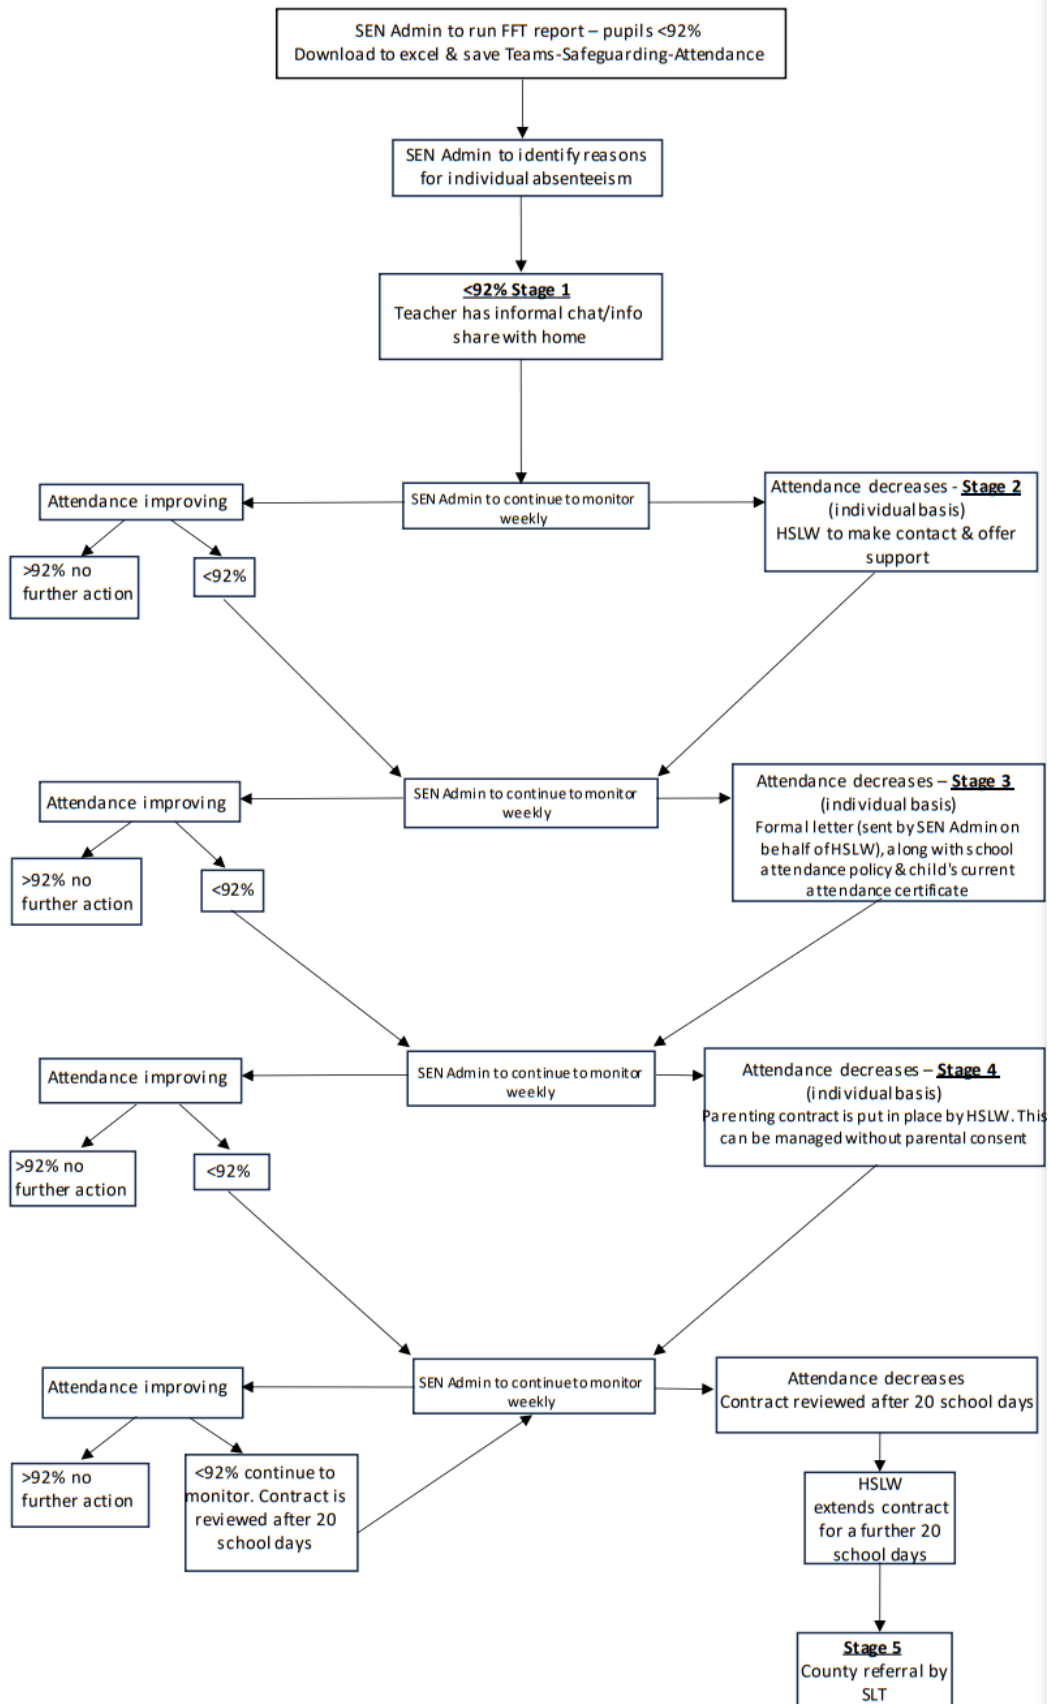 SEN Admin to run FFT report – pupils <92%
Download to excel & save Teams-Safeguarding-Attendance
SEN Admin to identify reasons
for individual absenteeism
<92% Stage 1
Teacher has informal chat/info
share with home
Attendance improving
SEN Admin to continue to monitor
weekly
Attendance decreases - Stage 2
(individual basis)
HSLW to make contact & offer
support
>92% no
further action
<92%
Attendance improving
SEN Admin to continue to monitor
weekly
Attendance decreases – Stage 3
(individual basis)
Formal letter (sent by SEN Admin on
behalf of HSLW), along with school
attendance policy & child's current
attendance certificate
>92% no
further action
<92%
Attendance improving
SEN Admin to continue to monitor
weekly
Attendance decreases – Stage 4
(individual basis)
Parenting contract is put in place by HSLW. This
can be managed without parental consent
>92% no
further action
<92%
Attendance improving
SEN Admin to continue to monitor
weekly
Attendance decreases
Contract reviewed after 20 school days
>92% no
further action
<92% continue to
monitor. Contract is
reviewed after 20
school days
HSLW
extends contract
for a further 20
school days
Stage 5
County referral by
SLT